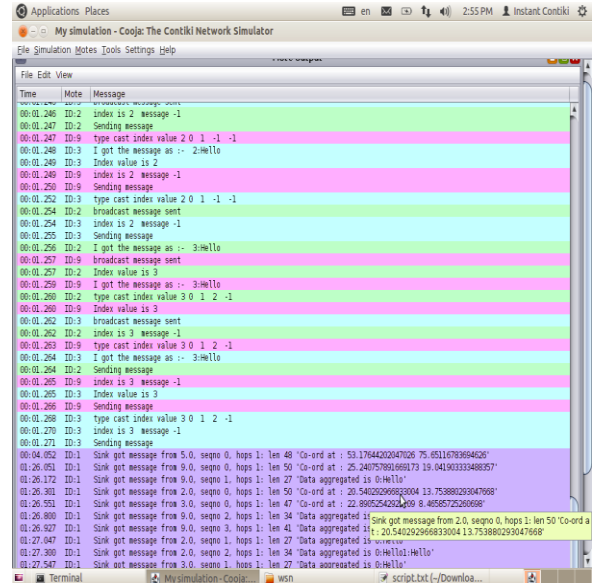 Applications Places
en
2:55 PM
Instant Contiki
My simulation - Cooja: The Contiki Network Simulator
File Simulation Motes Tools Settings Help
File Edit View
Time Mote Message
00:01.246 ID:2 index is 2 message -1
00:01.247 ID:2 Sending message
00:01.247 ID:9 type cast index value 2 0 1 -1 -1
00:01.248 ID:3 I got the message as :- 2:Hello
00:01.249 ID:3 Index value is 2
00:01.249 ID:9 index is 2 message -1
00:01.250 ID:9 Sending message
00:01.252 ID:3 type cast index value 2 0 1 -1 -1
00:01.254 ID:2 broadcast message sent
00:01.254 ID:3 index is 2 message -1
00:01.255 ID:3 Sending message
00:01.256 ID:2 I got the message as :- 3:Hello
00:01.257 ID:9 broadcast message sent
00:01.257 ID:2 Index value is 3
00:01.259 ID:9 I got the message as :- 3:Hello
00:01.260 ID:2 type cast index value 3 0 1 2 -1
00:01.260 ID:9 Index value is 3
00:01.262 ID:3 broadcast message sent
00:01.262 ID:2 index is 3 message -1
00:01.263 ID:9 type cast index value 3 0 1 2 -1
00:01.264 ID:3 I got the message as :- 3:Hello
00:01.264 ID:2 Sending message
00:01.265 ID:9 index is 3 message -1
00:01.265 ID:3 Index value is 3
00:01.266 ID:9 Sending message
00:01.268 ID:3 type cast index value 3 0 1 2 -1
00:01.270 ID:3 index is 3 message -1
00:01.271 ID:3 Sending message
00:04.052 ID:1 Sink got message from 5.0, seqno 0, hops 1: len 48 'Co-ord at : 53.17644202047026 75.65116783694626'
01:26.051 ID:1 Sink got message from 9.0, seqno 0, hops 1: len 50 'Co-ord at : 25.240757891669173 19.041903333488357'
01:26.172 ID:1 Sink got message from 9.0, seqno 1, hops 1: len 27 'Data aggregated is 0:Hello'
01:26.301 ID:1 Sink got message from 2.0, seqno 0, hops 1: len 50 'Co-ord at : 20.540292966833004 13.753880293047668'
01:26.551 ID:1 Sink got message from 3.0, seqno 0, hops 1: len 47 'Co-ord at : 22.8905254292 09 8.46585725260698'
01:26.800 ID:1 Sink got message from 9.0, seqno 2, hops 1: len 34 'Data aggregated is
01:26.927 ID:1 Sink got message from 9.0, seqno 3, hops 1: len 41 'Data aggregated is
01:27.047 ID:1 Sink got message from 2.0, seqno 1, hops 1: len 27 'Data aggregated is
01:27.300 ID:1 Sink got message from 2.0, seqno 2, hops 1: len 34 'Data aggregated is 0:Hello1:Hello'
01:27.547 ID:1 Sink got message from 3.0, seqno 1, hops 1: len 27 'Data aggregated is 0:Hello'
Sink got message from 2.0, seqno 0, hops 1: len 50 'Co-ord a
t : 20.540292966833004 13.753880293047668'
Terminal
My simulation - Cooja:...
wsn
script.txt (~/Downloa...